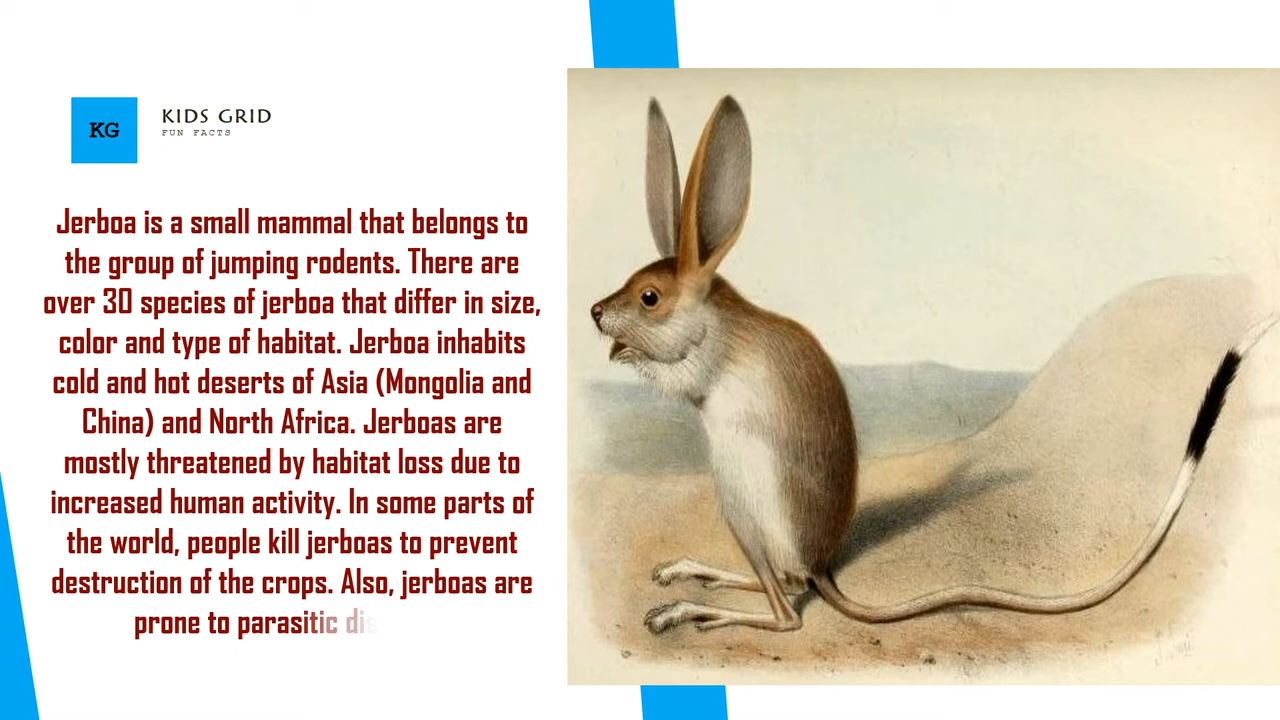 KG
KIDS GRID
FUN FACTS
Jerboa is a small mammal that belongs to
the group of jumping rodents. There are
over 30 species of jerboa that differ in size,
color and type of habitat. Jerboa inhabits
cold and hot deserts of Asia (Mongolia and
China) and North Africa. Jerboas are
mostly threatened by habitat loss due to
increased human activity. In some parts of
the world, people kill jerboas to prevent
destruction of the crops. Also, jerboas are
prone to parasitic